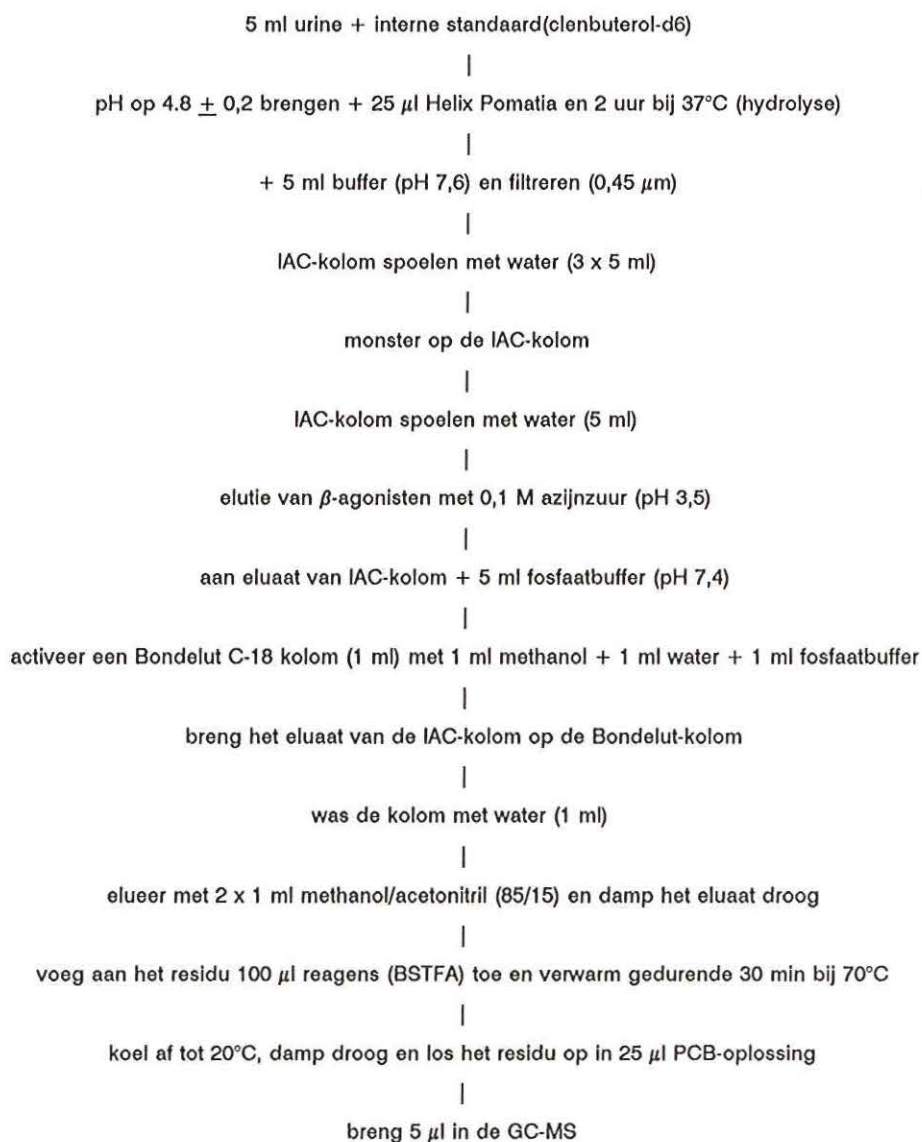 5 ml urine + interne standaard(clenbuterol-d6)
|
pH op 4.8 ± 0,2 brengen + 25 μl Helix Pomatia en 2 uur bij 37°C (hydrolyse)
|
+ 5 ml buffer (pH 7,6) en filtreren (0,45 μm)
|
IAC-kolom spoelen met water (3 x 5 ml)
|
monster op de IAC-kolom
|
IAC-kolom spoelen met water (5 ml)
|
elutie van β-agonisten met 0,1 M azijnzuur (pH 3,5)
|
aan eluaat van IAC-kolom + 5 ml fosfaatbuffer (pH 7,4)
|
activeer een Bondelut C-18 kolom (1 ml) met 1 ml methanol + 1 ml water + 1 ml fosfaatbuffer
|
breng het eluaat van de IAC-kolom op de Bondelut-kolom
|
was de kolom met water (1 ml)
|
elueer met 2 x 1 ml methanol/acetonitril (85/15) en damp het eluaat droog
|
voeg aan het residu 100 μl reagens (BSTFA) toe en verwarm gedurende 30 min bij 70°C
|
koel af tot 20°C, damp droog en los het residu op in 25 μl PCB-oplossing
|
breng 5 μl in de GC-MS